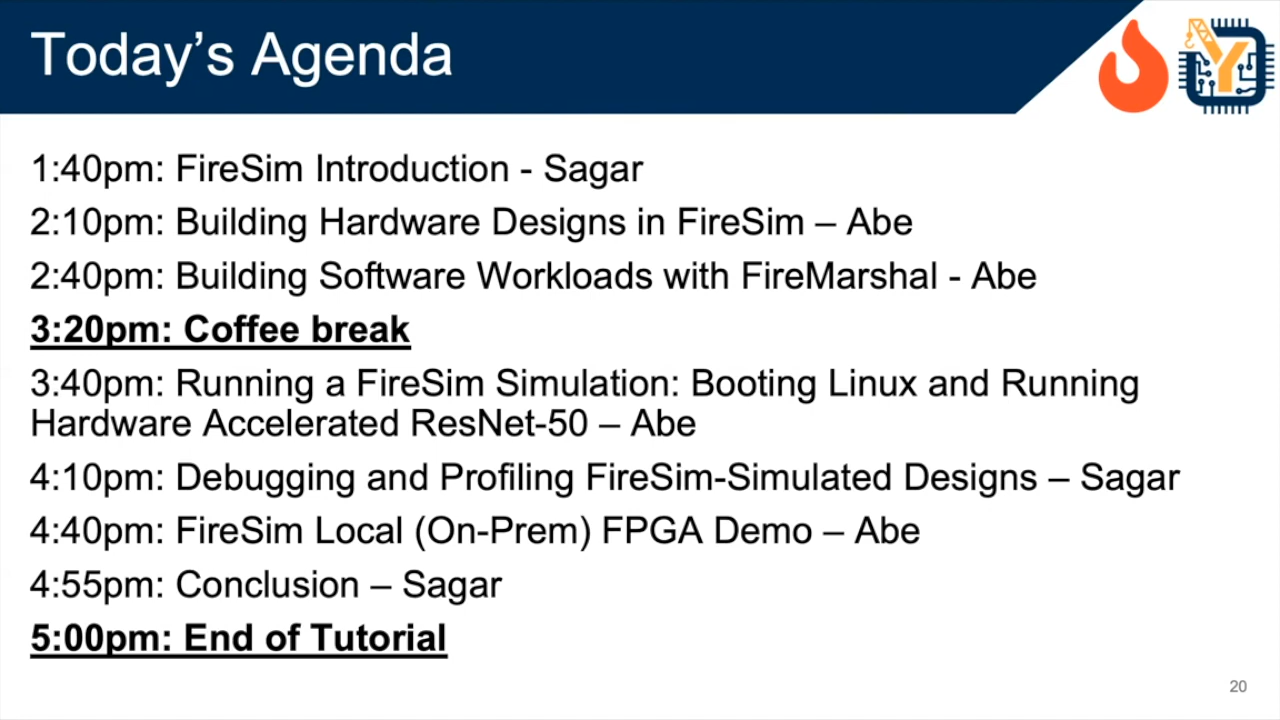 Today’s Agenda
1:40pm: FireSim Introduction - Sagar
2:10pm: Building Hardware Designs in FireSim – Abe
2:40pm: Building Software Workloads with FireMarshal - Abe
3:20pm: Coffee break
3:40pm: Running a FireSim Simulation: Booting Linux and Running
Hardware Accelerated ResNet-50 – Abe
4:10pm: Debugging and Profiling FireSim-Simulated Designs – Sagar
4:40pm: FireSim Local (On-Prem) FPGA Demo – Abe
4:55pm: Conclusion – Sagar
5:00pm: End of Tutorial
20